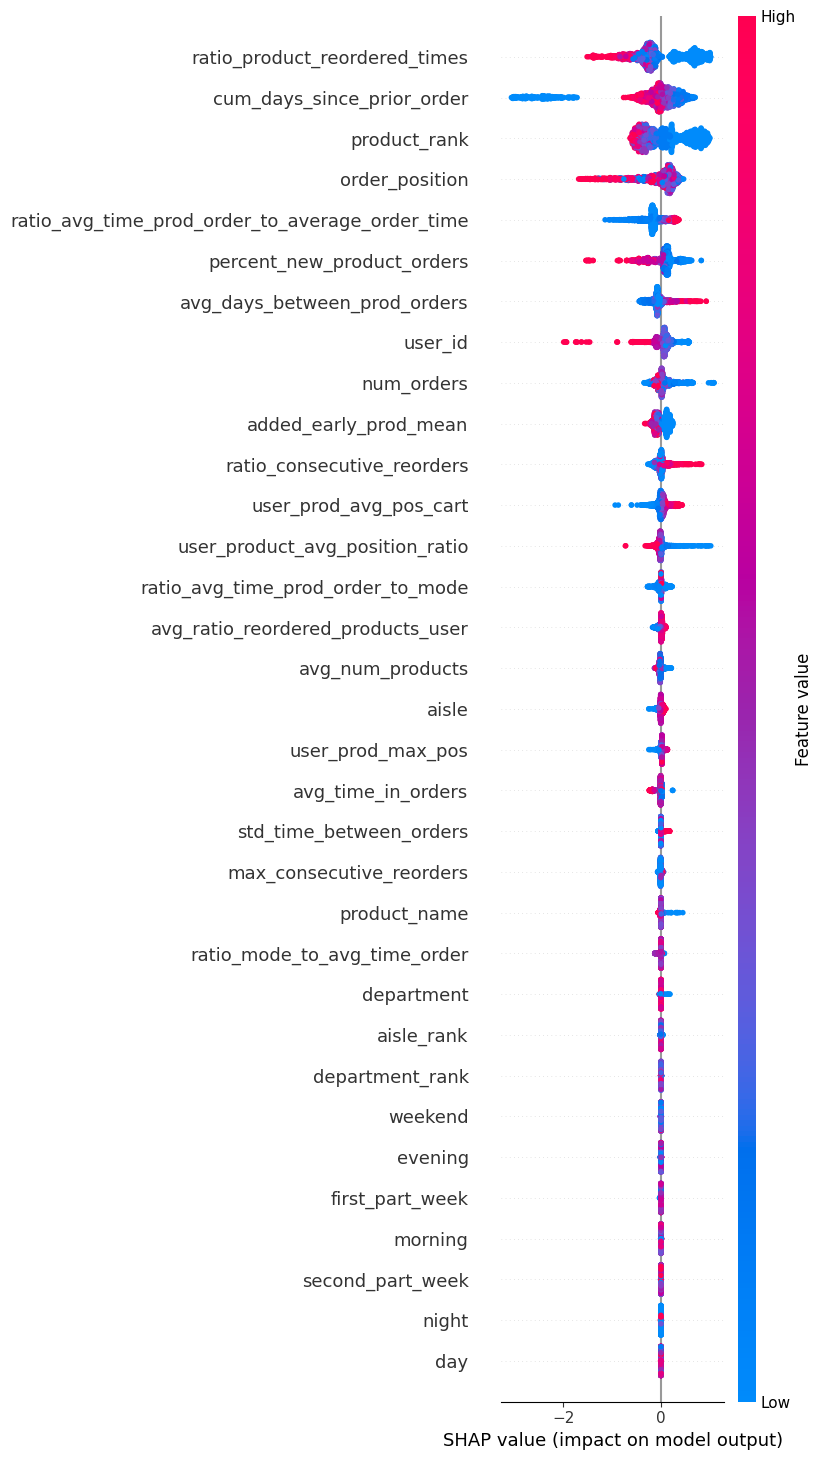 High
ratio_product_reordered_times
cum_days_since_prior_order
product_rank
order_position
ratio_avg_time_prod_order_to_average_order_time
percent_new_product_orders
avg_days_between_prod_orders
user_id
num_orders
added_early_prod_mean
ratio_consecutive_reorders
user_prod_avg_pos_cart
user_product_avg_position_ratio
ratio_avg_time_prod_order_to_mode
avg_ratio_reordered_products_user
avg_num_products
aisle
user_prod_max_pos
avg_time_in_orders
std_time_between_orders
max_consecutive_reorders
product_name
ratio_mode_to_avg_time_order
department
aisle_rank
department_rank
weekend
evening
first_part_week
morning
second_part_week
night
day
Feature value
Low
−2 0
SHAP value (impact on model output)